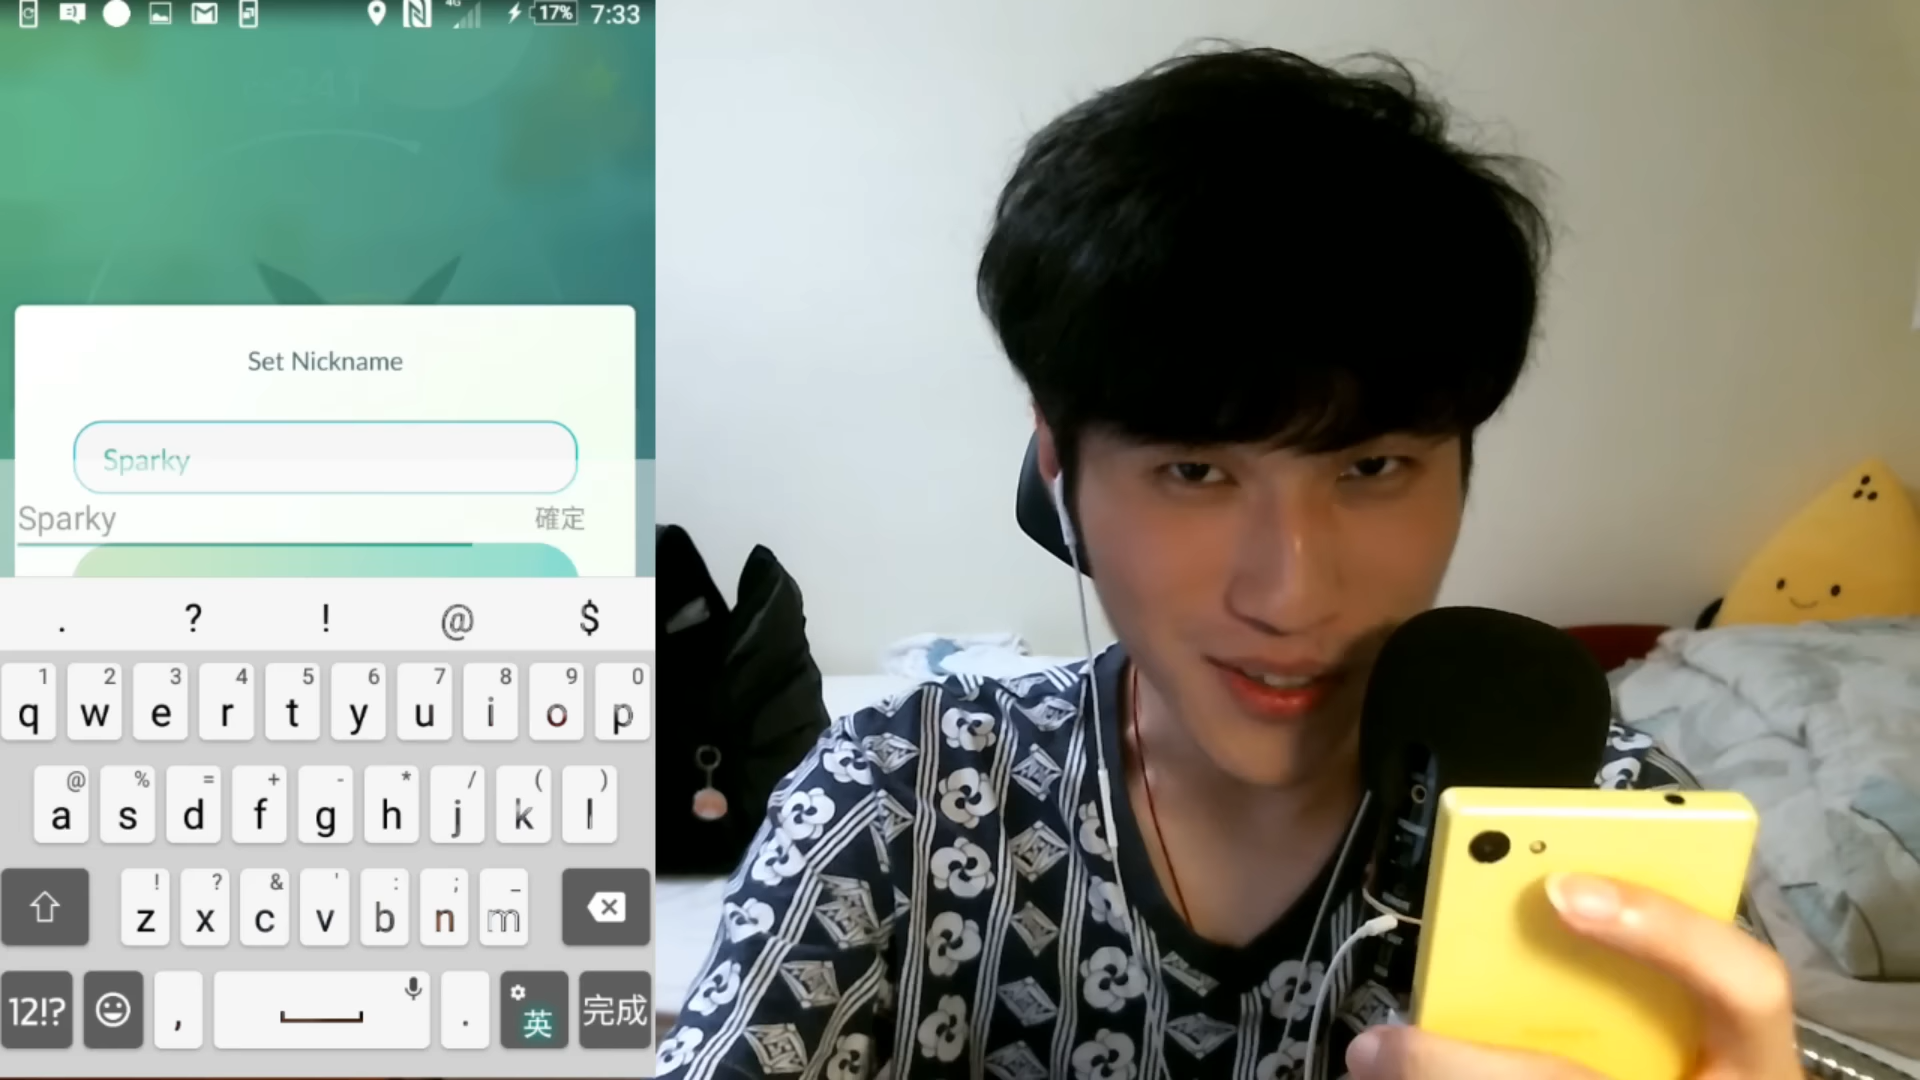 4G 17% 7:33
Set Nickname
Sparky
Sparky 確定
. ? ! @ $
1 2 3 4 5 6 7 8 9 0
q w e r t y u i o p
@ % = + - * / ( )
a s d f g h j k l
! ? & ' : ; _
z x c v b n m
12!? , . 英 完成